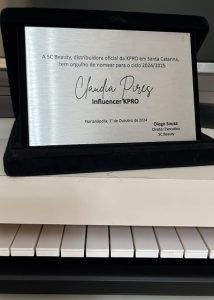 A SC Beauty, distribuidora oficial da KPRO em Santa Catarina,
tem orgulho de nomear para o ciclo 2024/2025
Claudia Pires
Influencer KPRO
Florianópolis, 1º de Outubro de 2024
Diego Souza
Diretor Executivo
SC Beauty